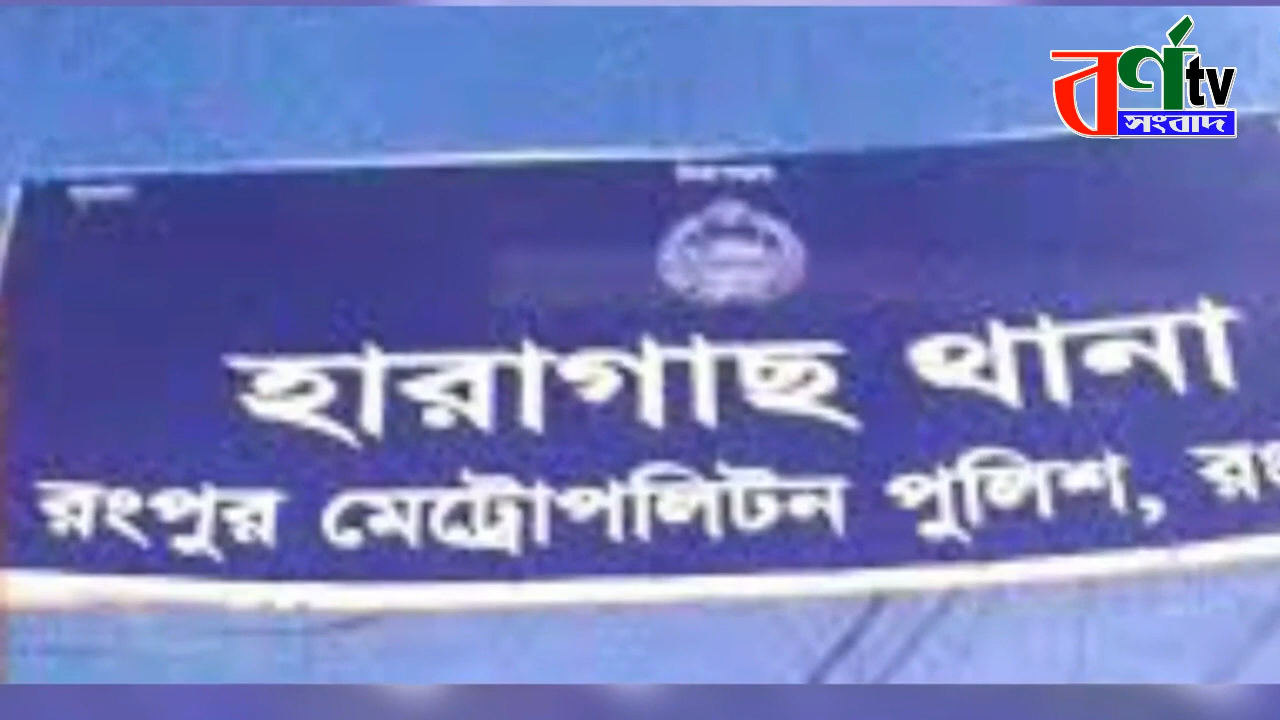 বর্ণtv
সংবাদ
হারাগাছ থানা
রংপুর মেট্রোপলিটন পুলিশ,